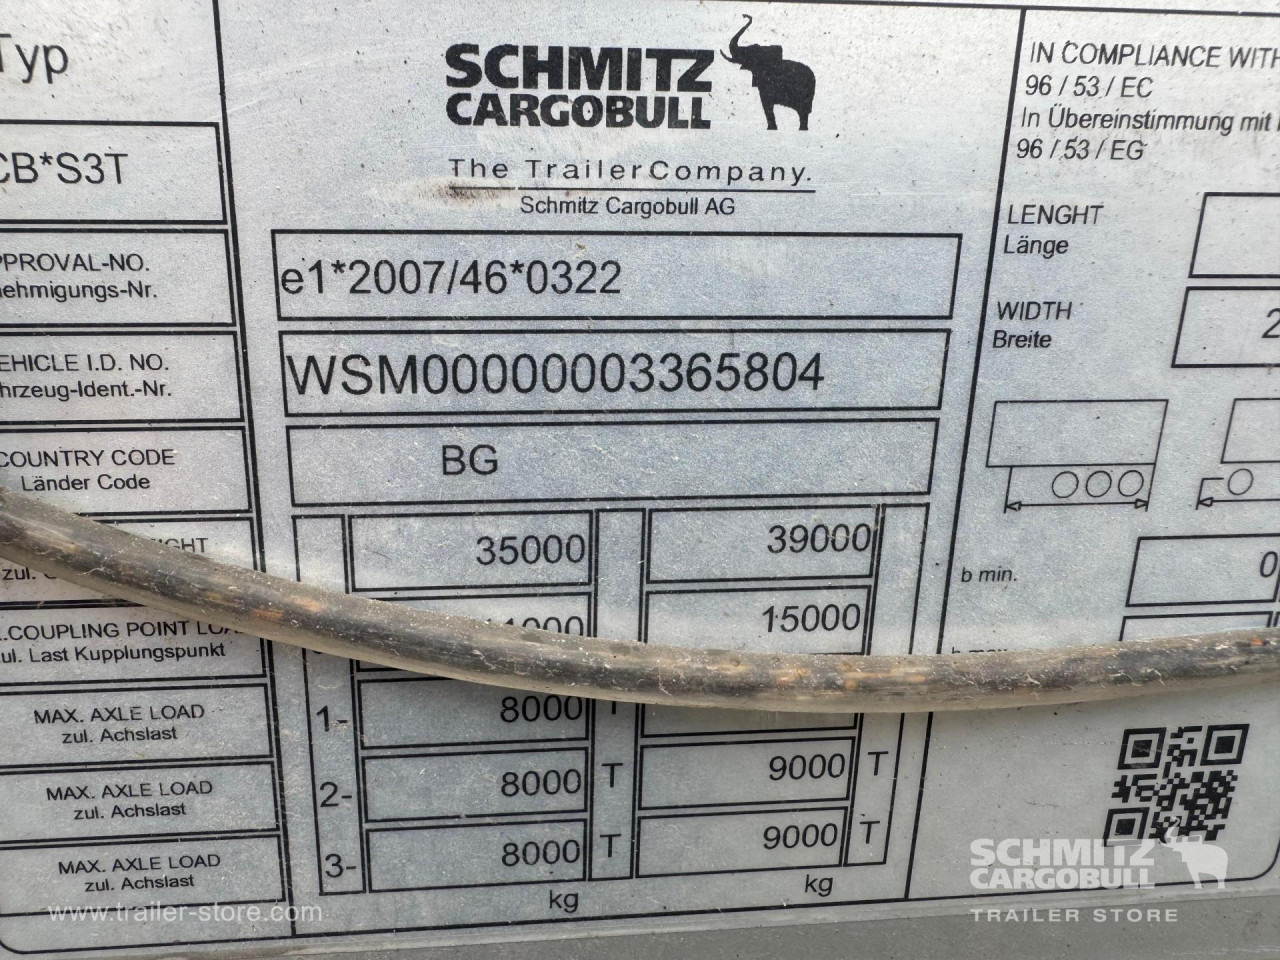 Typ
CB*S3T
SCHMITZ
CARGOBULL
The TrailerCompany.
Schmitz Cargobull AG
IN COMPLIANCE WITH
96 / 53 / EC
In Übereinstimmung mit
96 / 53 / EG
LENGHT
Länge
WIDTH
Breite
2
PPROVAL-NO.
ehmigungs-Nr.
e1*2007/46*0322
EHICLE I.D. NO.
hrzeug-Ident.-Nr.
WSM00000003365804
COUNTRY CODE
Länder Code
BG
IGHT
zul.
35000
39000
b min.
0
.COUPLING POINT
ul. Last Kupplungspunkt
15000
MAX. AXLE LOAD
zul. Achslast
1-
8000
T
MAX. AXLE LOAD
zul. Achslast
2-
8000 T
9000 T
MAX. AXLE LOAD
zul. Achslast
3-
8000 T
9000 T
kg
kg
www.trailer-store.com
SCHMITZ
CARGOBULL
TRAILER STORE